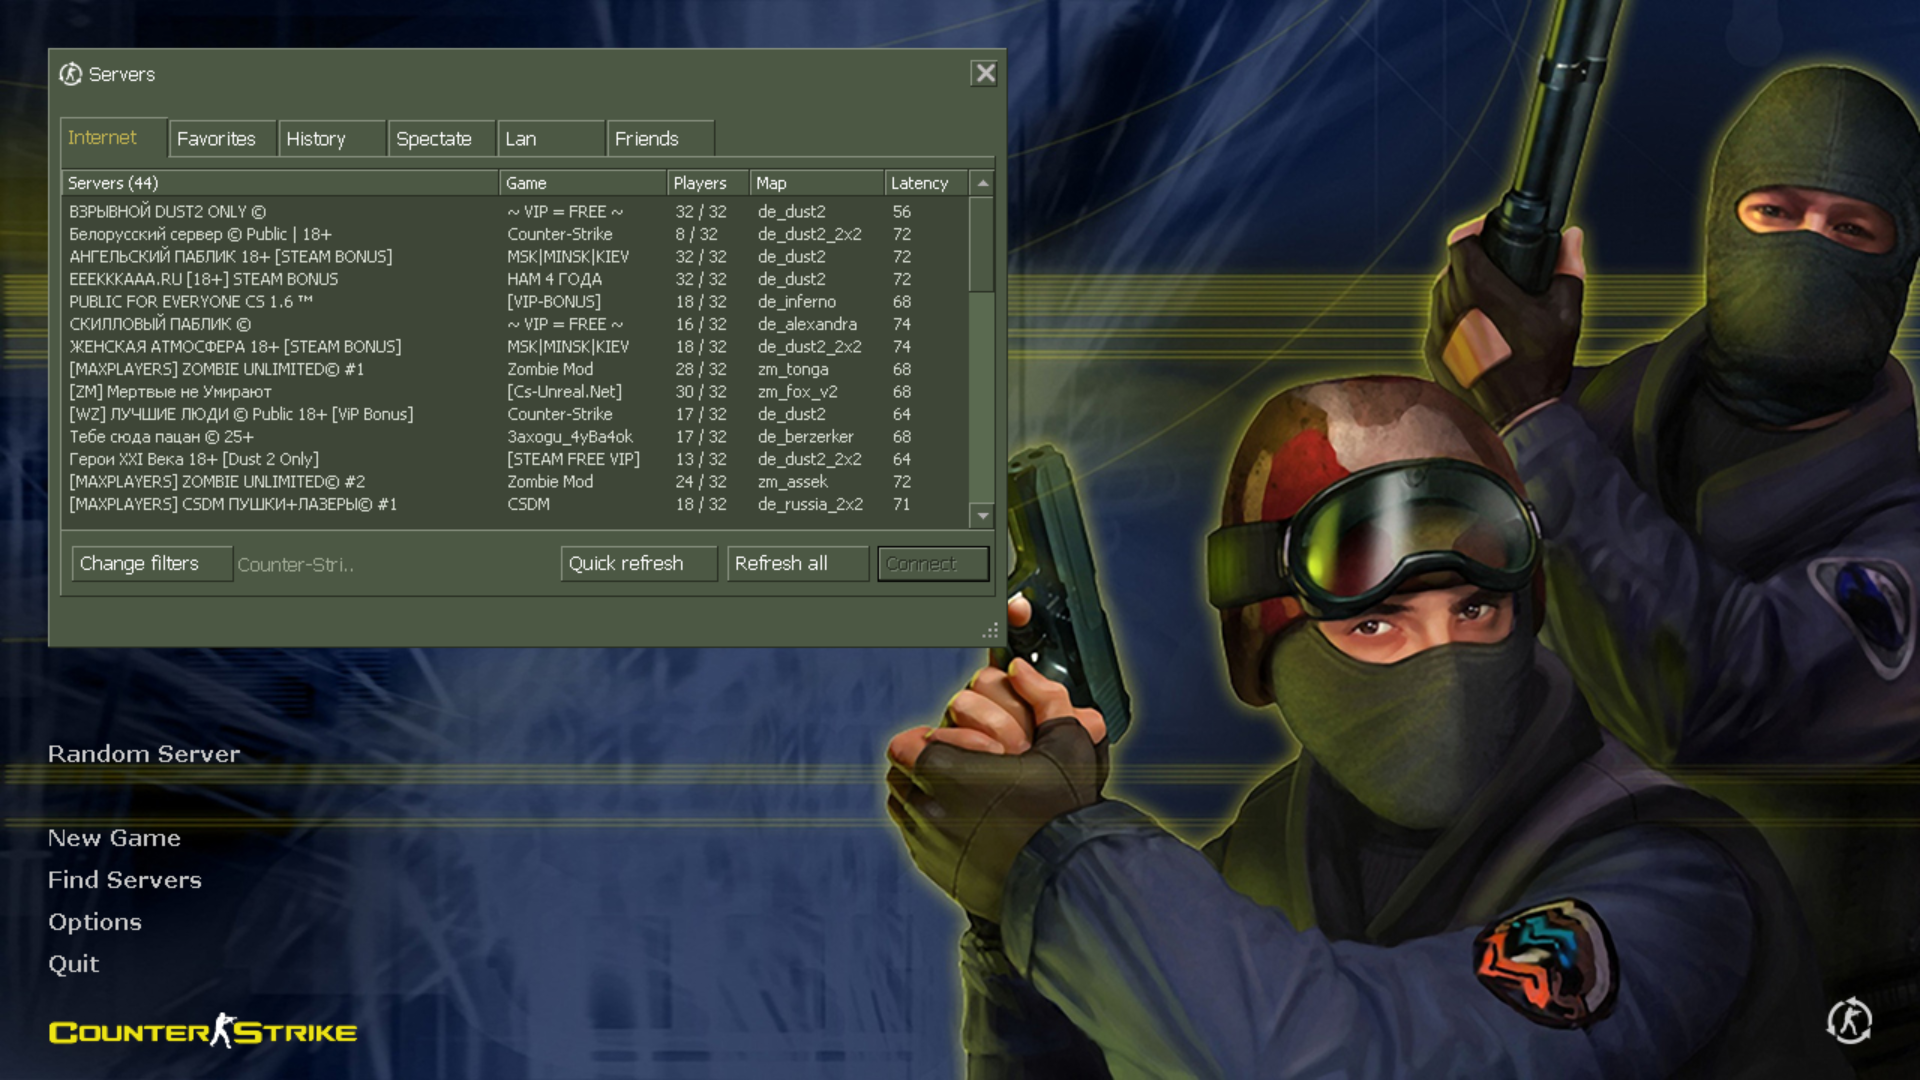 Servers
Internet Favorites History Spectate Lan Friends
Servers (44) Game Players Map Latency
ВЗРЫВНОЙ DUST2 ONLY © ~ VIP = FREE ~ 32 / 32 de_dust2 56
Белорусский сервер © Public | 18+ Counter-Strike 8 / 32 de_dust2_2x2 72
АНГЕЛЬСКИЙ ПАБЛИК 18+ [STEAM BONUS] MSK|MINSK|KIEV 32 / 32 de_dust2 72
EEEKKKAAA.RU [18+] STEAM BONUS НАМ 4 ГОДА 32 / 32 de_dust2 72
PUBLIC FOR EVERYONE CS 1.6 ™ [VIP-BONUS] 18 / 32 de_inferno 68
СКИЛЛОВЫЙ ПАБЛИК © ~ VIP = FREE ~ 16 / 32 de_alexandra 74
ЖЕНСКАЯ АТМОСФЕРА 18+ [STEAM BONUS] MSK|MINSK|KIEV 18 / 32 de_dust2_2x2 74
[MAXPLAYERS] ZOMBIE UNLIMITED© #1 Zombie Mod 28 / 32 zm_tonga 68
[ZM] Мертвые не Умирают [Cs-Unreal.Net] 30 / 32 zm_fox_v2 68
[WZ] ЛУЧШИЕ ЛЮДИ © Public 18+ [ViP Bonus] Counter-Strike 17 / 32 de_dust2 64
Тебе сюда пацан © 25+ 3axogu_4yBa4ok 17 / 32 de_berzerker 68
Герои XXI Века 18+ [Dust 2 Only] [STEAM FREE VIP] 13 / 32 de_dust2_2x2 64
[MAXPLAYERS] ZOMBIE UNLIMITED© #2 Zombie Mod 24 / 32 zm_assek 72
[MAXPLAYERS] CSDM ПУШКИ+ЛАЗЕРЫ© #1 CSDM 18 / 32 de_russia_2x2 71
Change filters Counter-Stri.. Quick refresh Refresh all Connect
Random Server
New Game
Find Servers
Options
Quit
COUNTER STRIKE